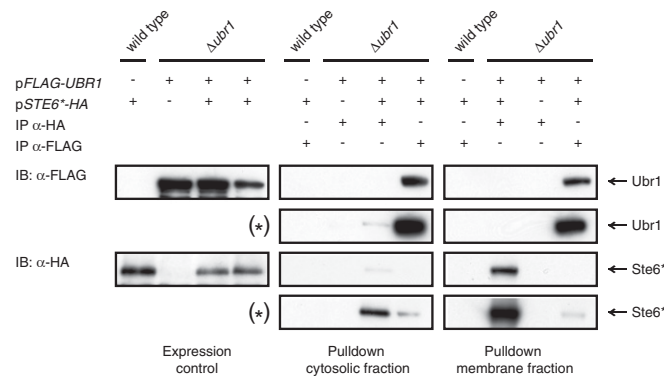 wild type Δubr1 wild type Δubr1 wild type Δubr1
pFLAG-UBR1 - + + + - + + + - + + +
pSTE6*-HA + - + + + - + + + + - +
IP α-HA - + + - - + + -
IP α-FLAG + - - + + - - +
IB: α-FLAG ← Ubr1
(*) ← Ubr1
IB: α-HA ← Ste6*
(*) ← Ste6*
Expression control
Pulldown cytosolic fraction
Pulldown membrane fraction